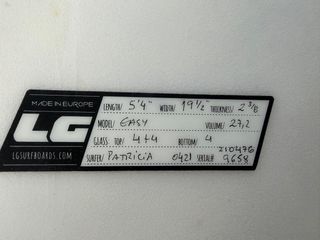 MADE IN EUROPE
LG
LGSURFBOARDS.COM
LENGTH/ 5'4" WIDTH/ 19 1/2" THICKNESS/ 2 3/8
MODEL/ EASY VOLUME/ 27,2
GLASS: TOP/ 4+4 BOTTOM/ 4
210476
SURFER/ PATRICIA 0421 SERIAL# 9658